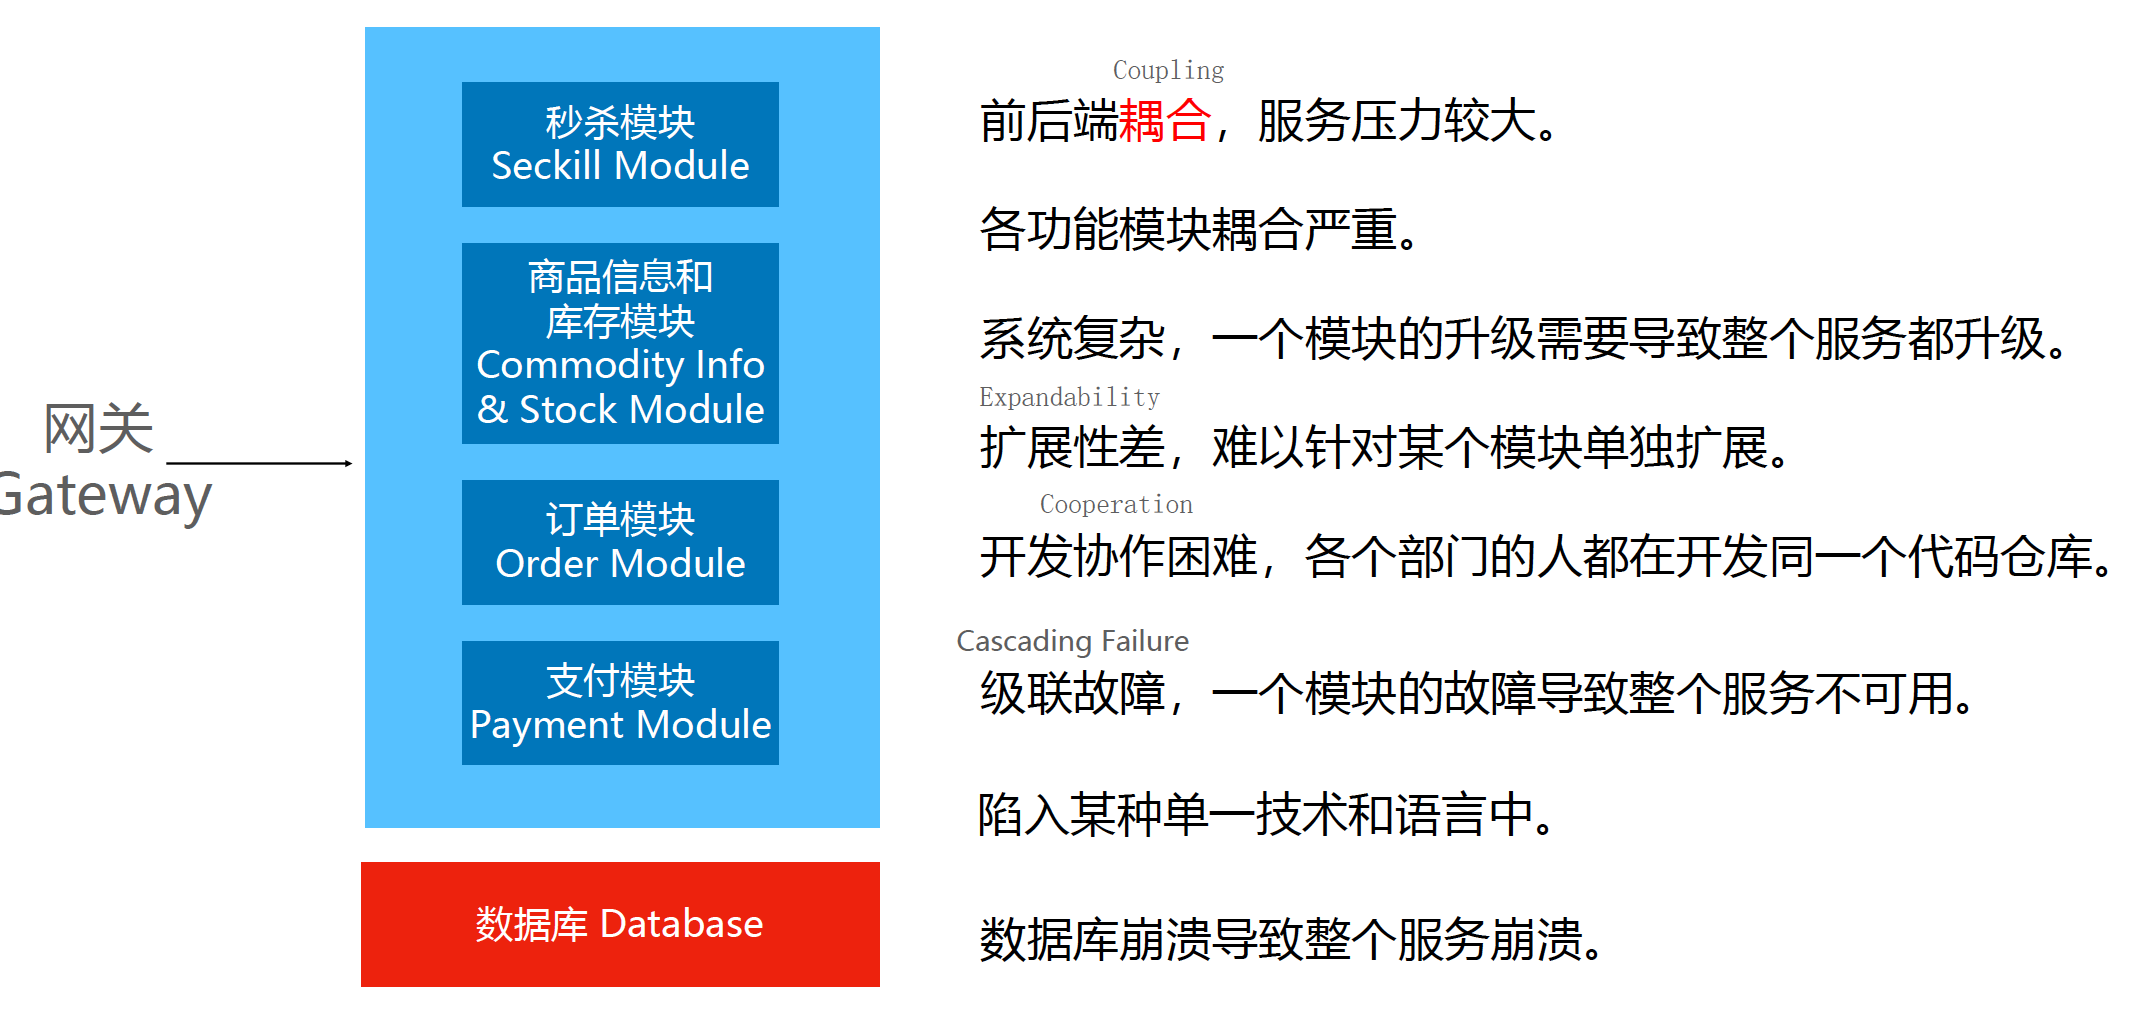 网关
Gateway
秒杀模块
Seckill Module
商品信息和
库存模块
Commodity Info
& Stock Module
订单模块
Order Module
支付模块
Payment Module
数据库 Database
Coupling
前后端耦合，服务压力较大。
各功能模块耦合严重。
系统复杂，一个模块的升级需要导致整个服务都升级。
Expandability
扩展性差，难以针对某个模块单独扩展。
Cooperation
开发协作困难，各个部门的人都在开发同一个代码仓库。
Cascading Failure
级联故障，一个模块的故障导致整个服务不可用。
陷入某种单一技术和语言中。
数据库崩溃导致整个服务崩溃。